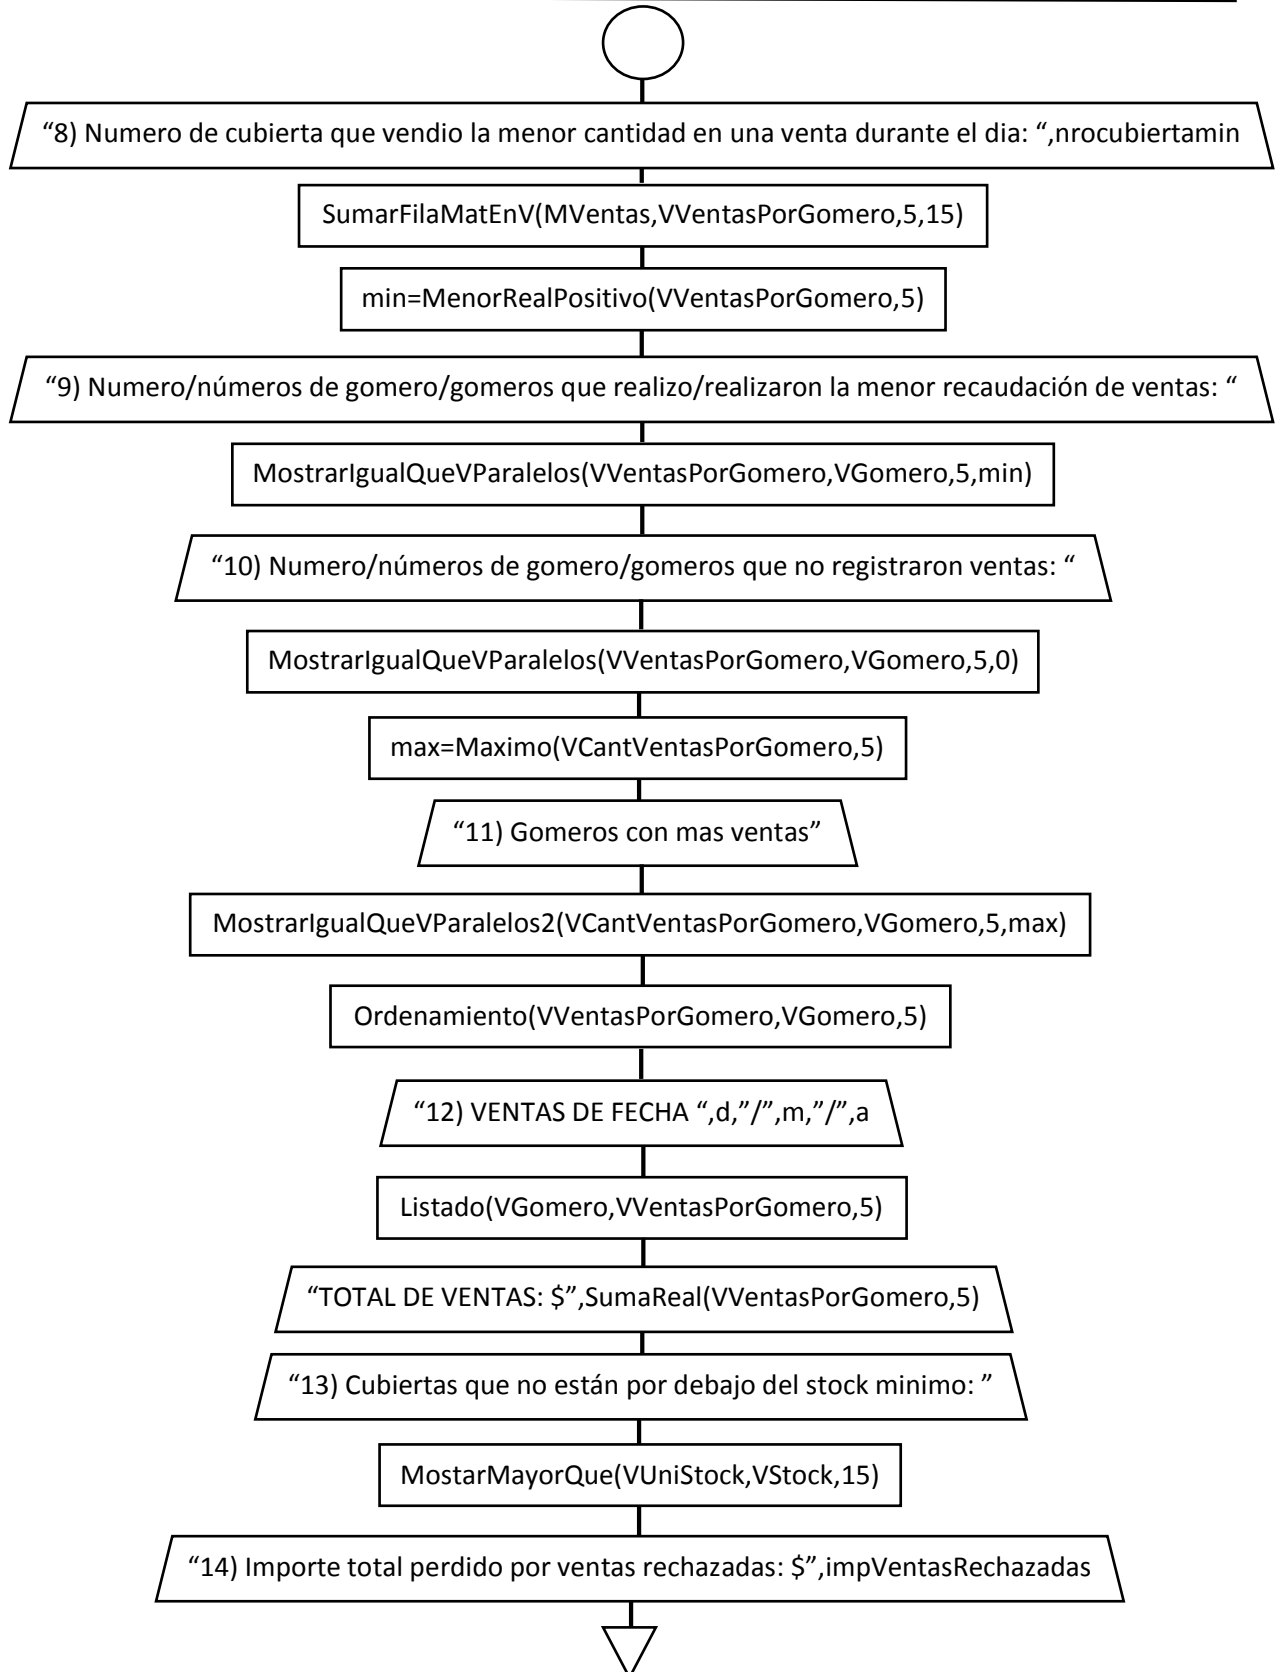 “8) Numero de cubierta que vendio la menor cantidad en una venta durante el dia: “,nrocubiertamin
SumarFilaMatEnV(MVentas,VVentasPorGomero,5,15)
min=MenorRealPositivo(VVentasPorGomero,5)
“9) Numero/números de gomero/gomeros que realizo/realizaron la menor recaudación de ventas: “
MostrarIgualQueVParalelos(VVentasPorGomero,VGomero,5,min)
“10) Numero/números de gomero/gomeros que no registraron ventas: “
MostrarIgualQueVParalelos(VVentasPorGomero,VGomero,5,0)
max=Maximo(VCantVentasPorGomero,5)
“11) Gomeros con mas ventas”
MostrarIgualQueVParalelos2(VCantVentasPorGomero,VGomero,5,max)
Ordenamiento(VVentasPorGomero,VGomero,5)
“12) VENTAS DE FECHA “,d,”/”,m,”/”,a
Listado(VGomero,VVentasPorGomero,5)
“TOTAL DE VENTAS: $”,SumaReal(VVentasPorGomero,5)
“13) Cubiertas que no están por debajo del stock minimo: ”
MostarMayorQue(VUniStock,VStock,15)
“14) Importe total perdido por ventas rechazadas: $”,impVentasRechazadas